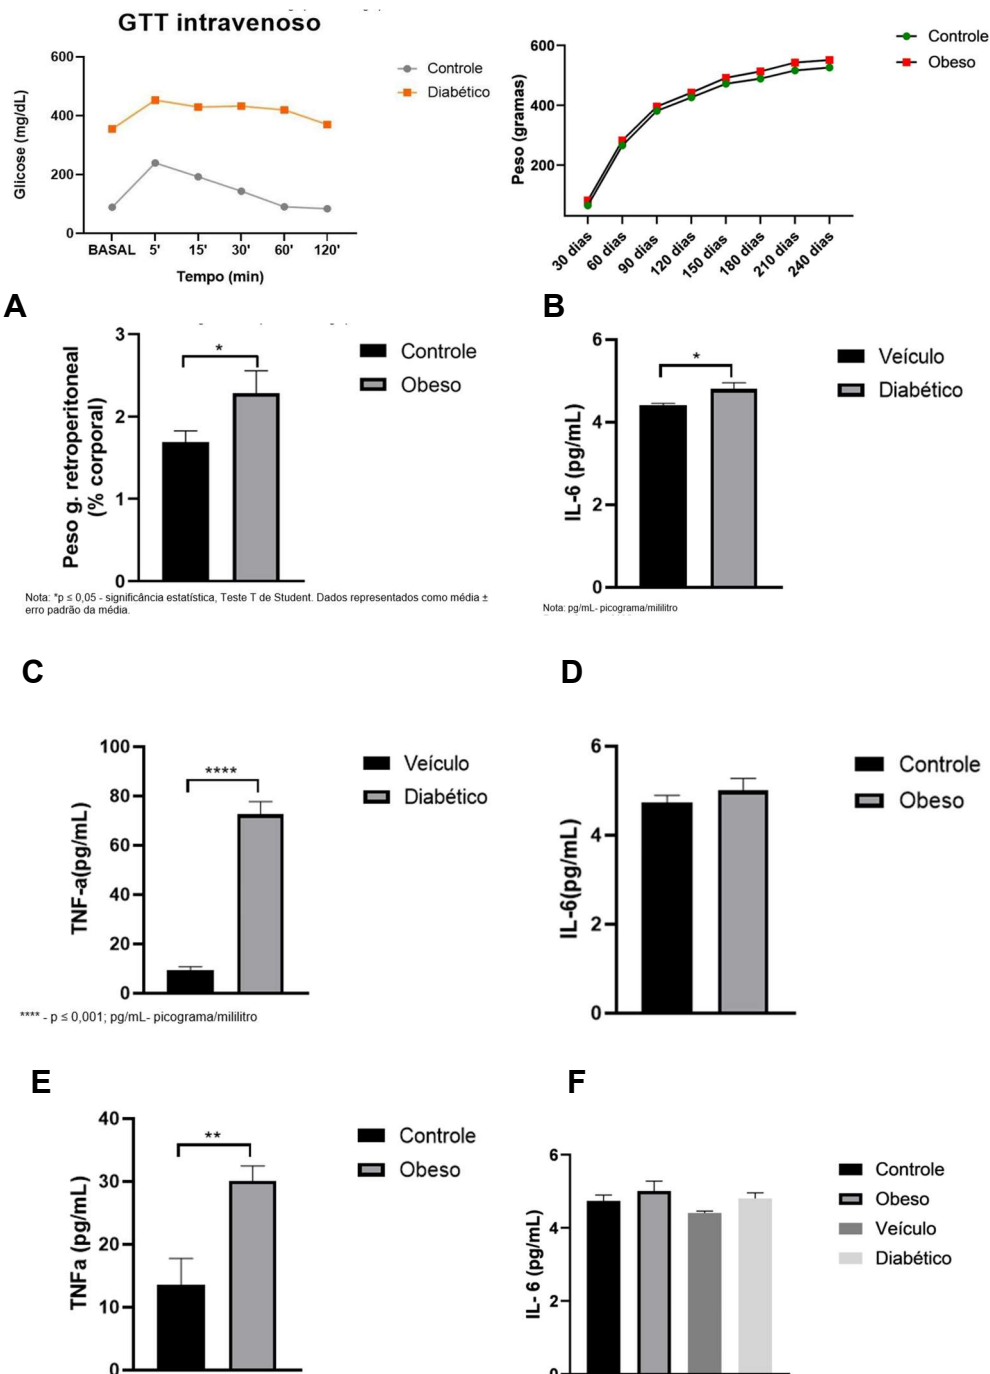 GTT intravenoso
600
400
200
0
Glicose (mg/dL)
BASAL 5' 15' 30' 60' 120'
Tempo (min)
Controle
Diabético
600
400
200
Peso (gramas)
30 dias 60 dias 90 dias 120 dias 150 dias 180 dias 210 dias 240 dias
Controle
Obeso
A
B
3
2
1
0
Peso g. retroperitoneal
(% corporal)
*
Controle
Obeso
Nota: *p ≤ 0,05 - significância estatística, Teste T de Student. Dados representados como média ±
erro padrão da média.
6
4
2
0
IL-6 (pg/mL)
*
Veículo
Diabético
Nota: pg/mL- picograma/mililitro
C
D
100
80
60
40
20
0
TNF-a(pg/mL)
****
Veículo
Diabético
**** - p ≤ 0,001; pg/mL- picograma/mililitro
6
4
2
0
IL-6(pg/mL)
Controle
Obeso
E
F
40
30
20
10
0
TNFa (pg/mL)
**
Controle
Obeso
6
4
2
0
IL- 6 (pg/mL)
Controle
Obeso
Veículo
Diabético